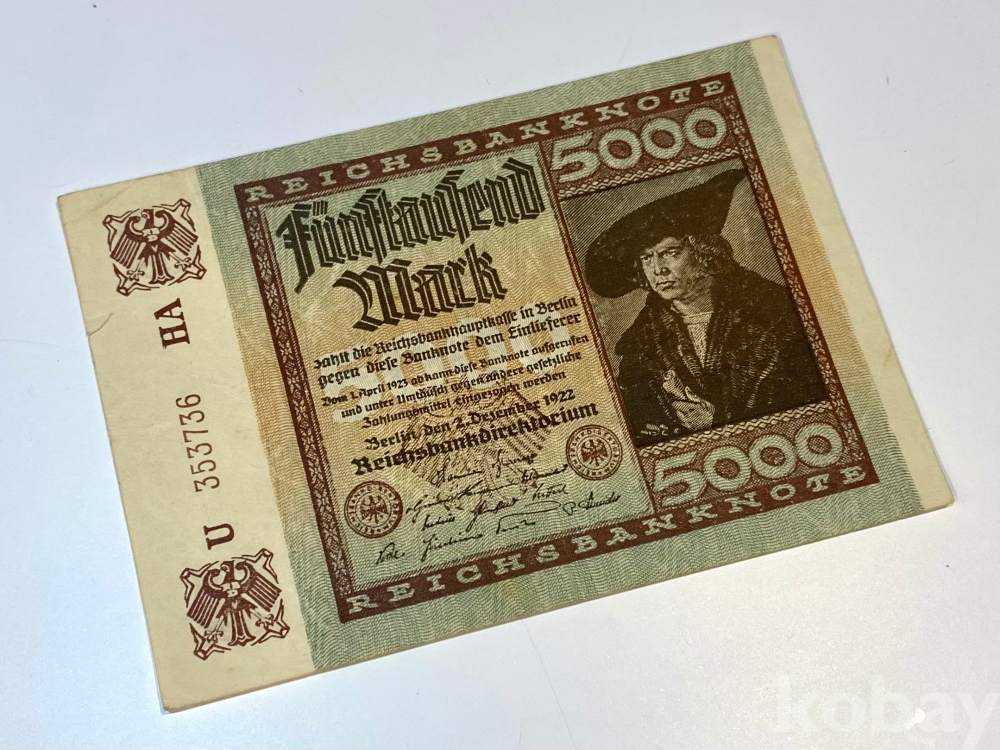 REICHSBANKNOTE
5000
Fünftausend
Mark
zahlt die Reichsbankhauptkasse in Berlin
gegen diese Banknote dem Einlieferer
Vom 1. April 1923 ab kann diese Banknote aufgerufen
und unter Umtausch gegen andere gesetzliche
Zahlungsmittel eingezogen werden
Berlin, den 2. Dezember 1922
Reichsbankdirektorium
5000
REICHSBANKNOTE
U 353736 HA
kobay